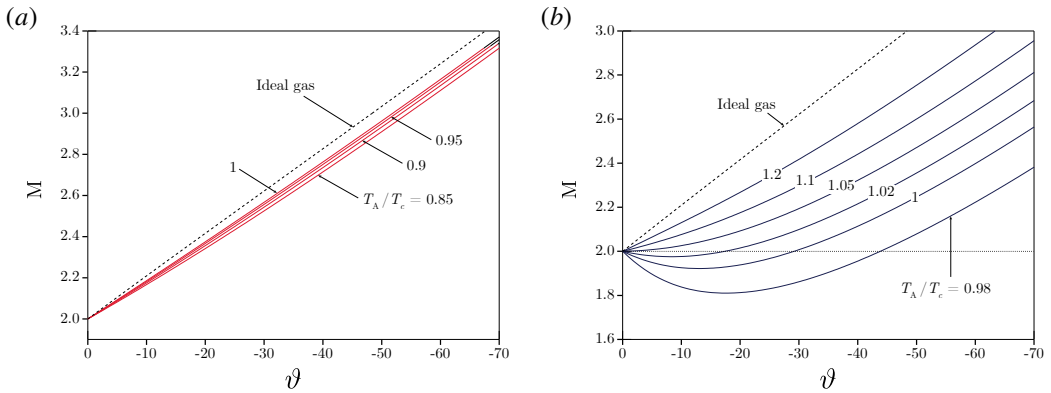 (a)
3.4
3.2
3.0
2.8
2.6
2.4
2.2
2.0
M
Ideal gas
0.95
0.9
1
T_A/T_c = 0.85
0 -10 -20 -30 -40 -50 -60 -70
ϑ
(b)
3.0
2.8
2.6
2.4
2.2
2.0
1.8
1.6
M
Ideal gas
1.2
1.1
1.05
1.02
1
T_A/T_c = 0.98
0 -10 -20 -30 -40 -50 -60 -70
ϑ